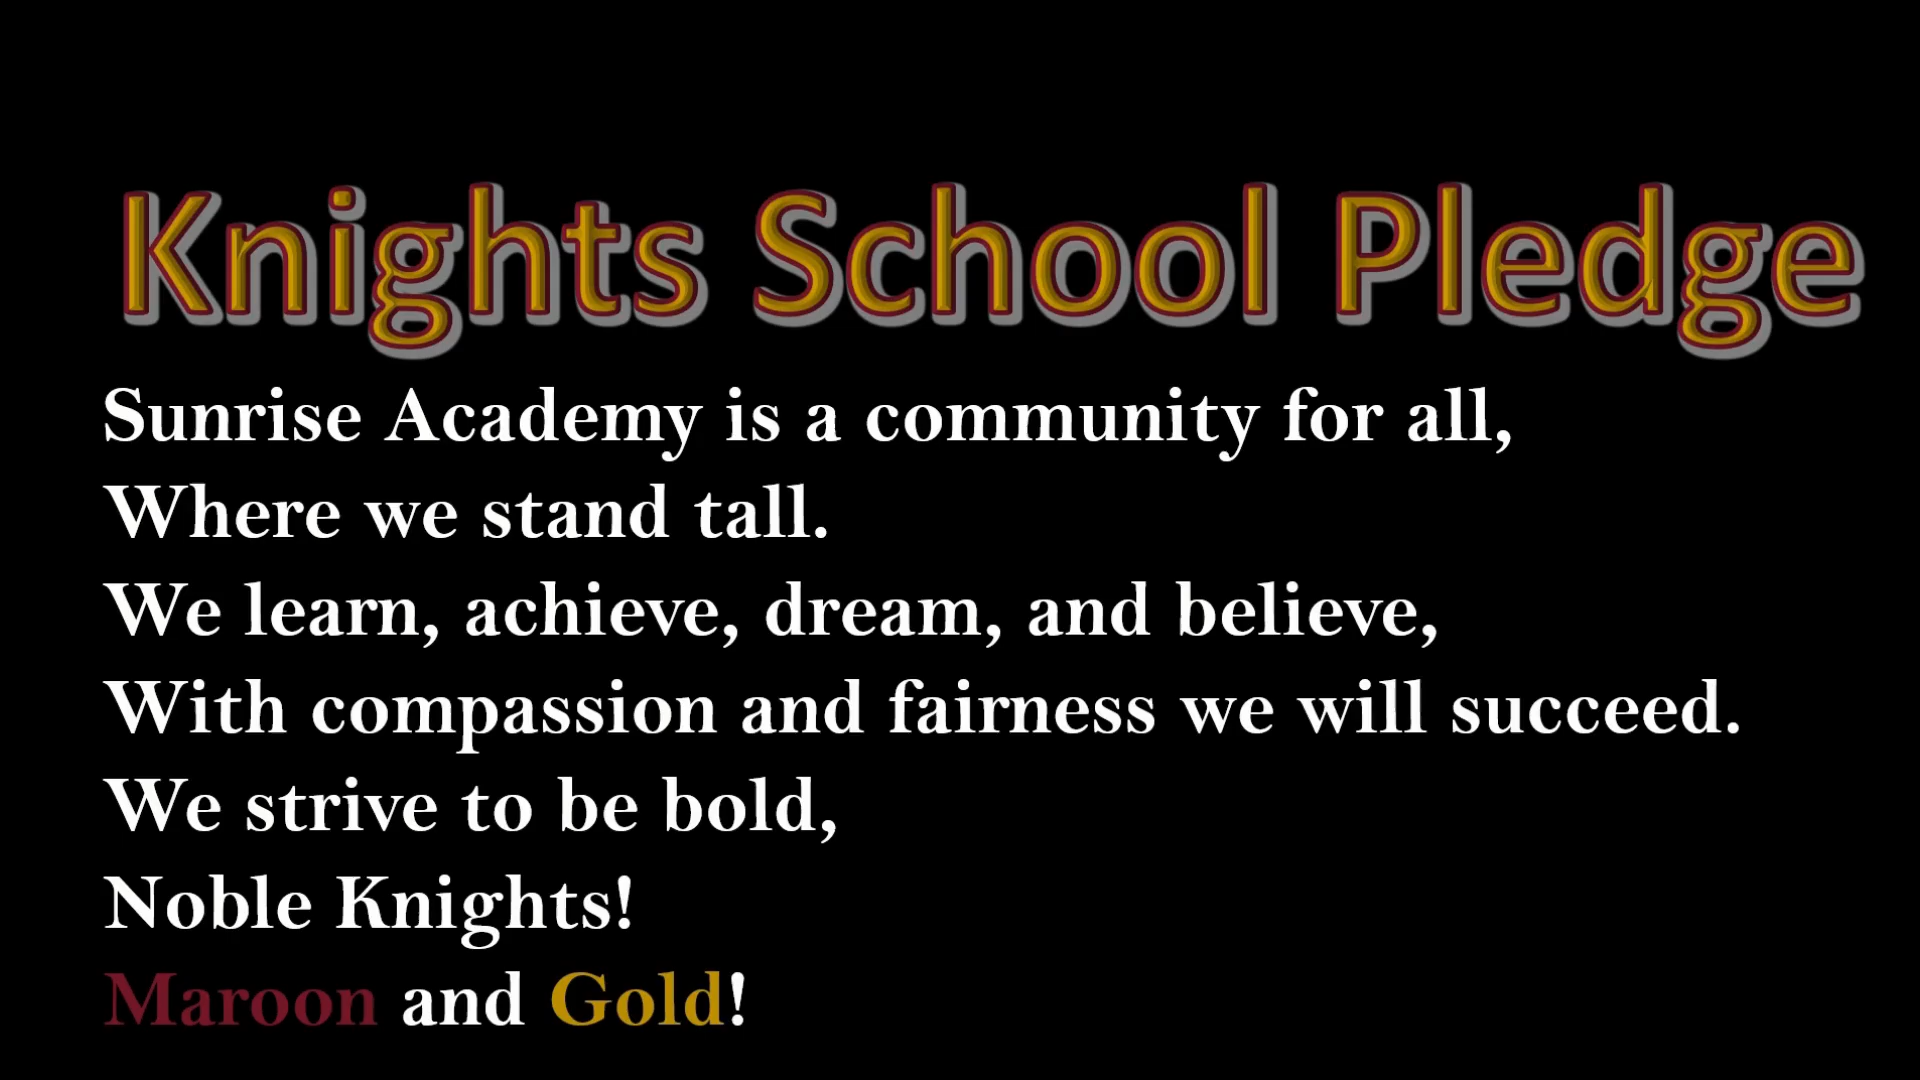 Knights School Pledge
Sunrise Academy is a community for all,
Where we stand tall.
We learn, achieve, dream, and believe,
With compassion and fairness we will succeed.
We strive to be bold,
Noble Knights!
Maroon and Gold!